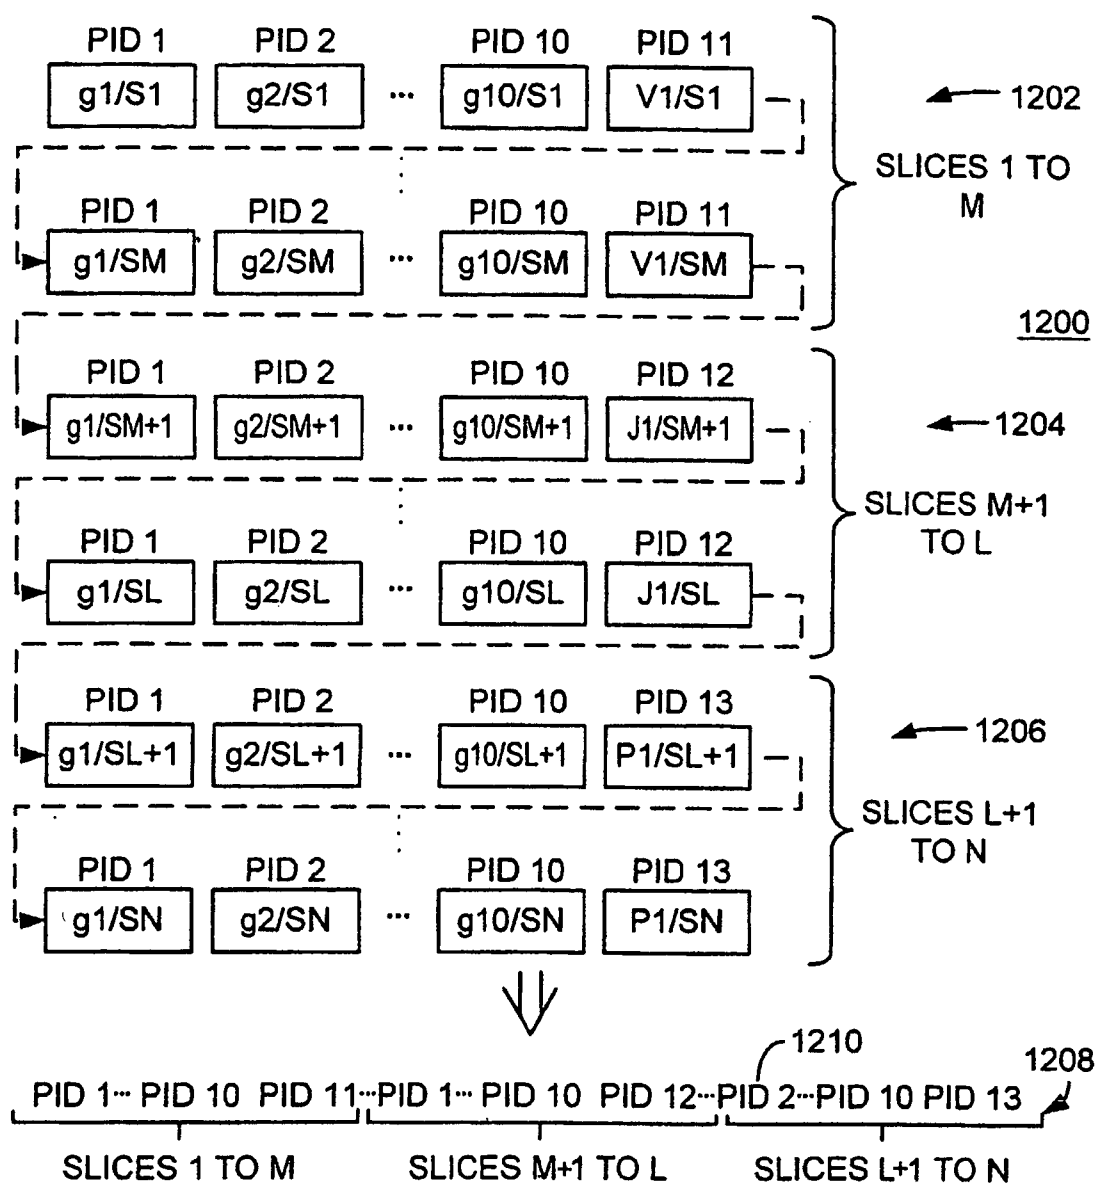 PID 1 PID 2 PID 10 PID 11
g1/S1 g2/S1 ... g10/S1 V1/S1
1202
SLICES 1 TO
M
PID 1 PID 2 PID 10 PID 11
g1/SM g2/SM ... g10/SM V1/SM
1200
PID 1 PID 2 PID 10 PID 12
g1/SM+1 g2/SM+1 ... g10/SM+1 J1/SM+1
1204
SLICES M+1
TO L
PID 1 PID 2 PID 10 PID 12
g1/SL g2/SL ... g10/SL J1/SL
PID 1 PID 2 PID 10 PID 13
g1/SL+1 g2/SL+1 ... g10/SL+1 P1/SL+1
1206
SLICES L+1
TO N
PID 1 PID 2 PID 10 PID 13
g1/SN g2/SN ... g10/SN P1/SN
1210
1208
PID 1... PID 10 PID 11...PID 1... PID 10 PID 12...PID 2...PID 10 PID 13
SLICES 1 TO M SLICES M+1 TO L SLICES L+1 TO N